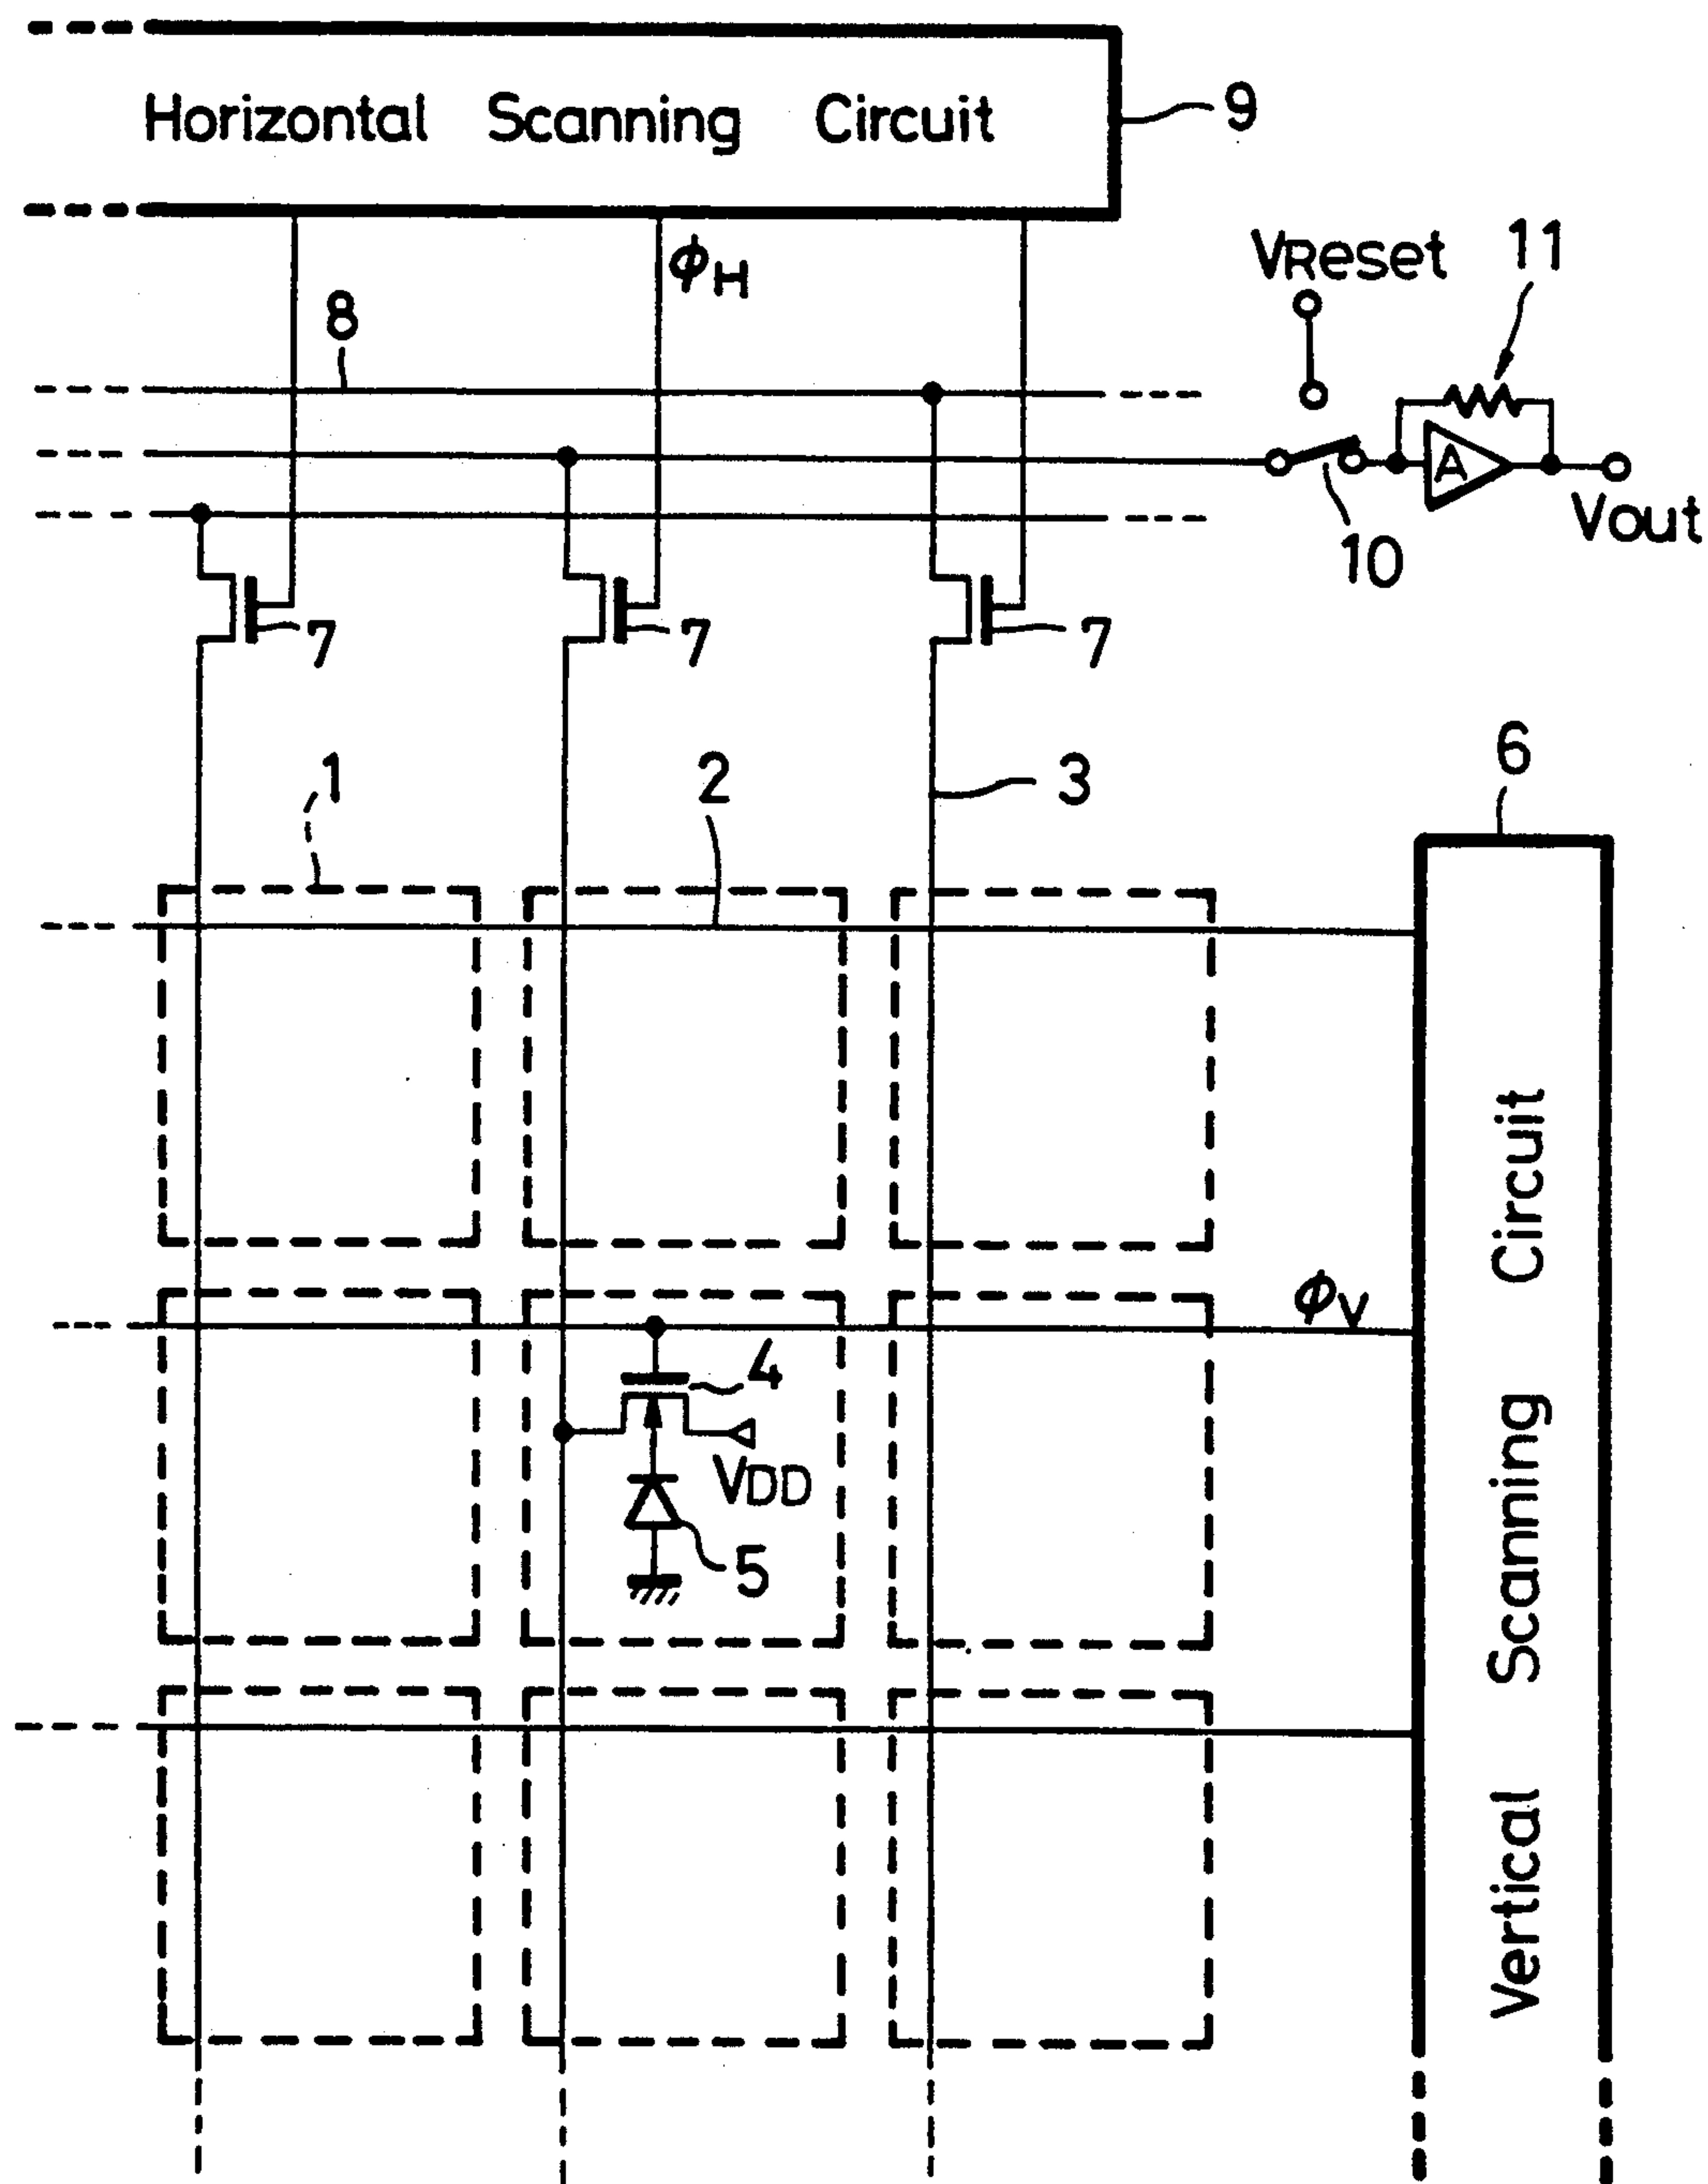 Horizontal Scanning Circuit
9
ϕH
VReset
11
8
A
Vout
10
7
7
7
6
1
2
3
ϕV
4
VDD
5
Vertical Scanning Circuit